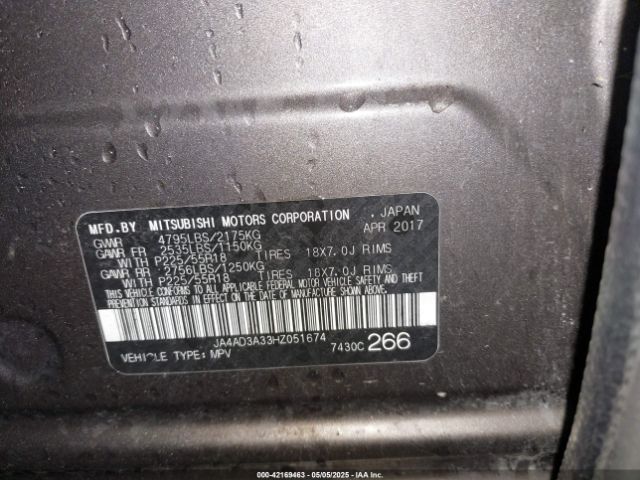 MFD.BY MITSUBISHI MOTORS CORPORATION . JAPAN
GVWR 4795LBS/2175KG APR 2017
GAWR FR 2535LBS/1150KG
WITH P225/55R18 TIRES 18X7.0J RIMS
GAWR RR 2756LBS/1250KG
WITH P225/55R18 TIRES 18X7.0J RIMS
THIS VEHICLE CONFORMS TO ALL APPLICABLE FEDERAL MOTOR VEHICLE SAFETY AND THEFT
PREVENTION STANDARDS IN EFFECT ON THE DATE OF MANUFACTURE SHOWN ABOVE.
JA4AD3A33HZ051674
VEHICLE TYPE: MPV 7430C 266
000-42169463 - 05/05/2025 - IAAI.COM